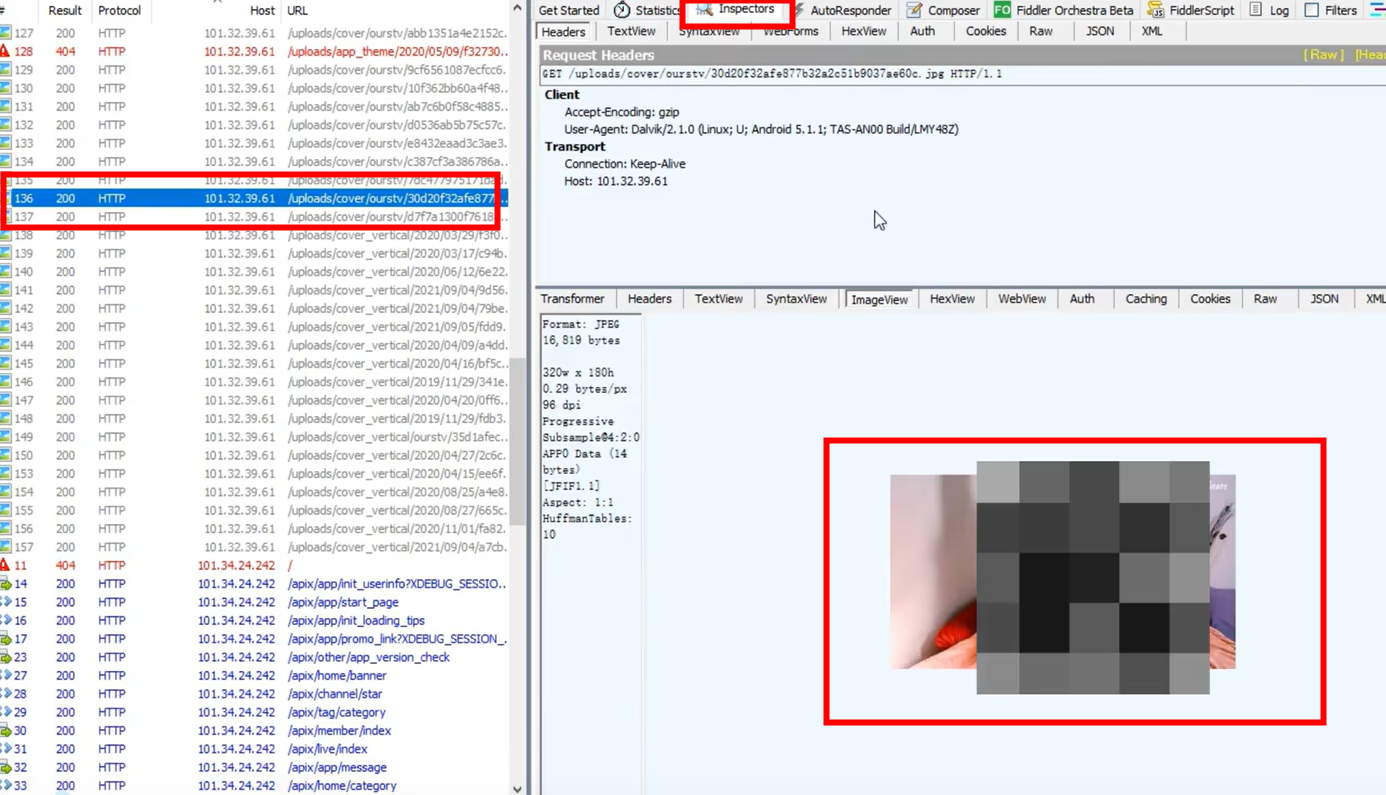 # Result Protocol Host URL
127 200 HTTP 101.32.39.61 /uploads/cover/ourstv/abb1351a4e2152c.
128 404 HTTP 101.32.39.61 /uploads/app_theme/2020/05/09/f32730..
129 200 HTTP 101.32.39.61 /uploads/cover/ourstv/9cf6561087ecfcc6.
130 200 HTTP 101.32.39.61 /uploads/cover/ourstv/10f362bb60a4f48..
131 200 HTTP 101.32.39.61 /uploads/cover/ourstv/ab7c6b0f58c4885..
132 200 HTTP 101.32.39.61 /uploads/cover/ourstv/d0536ab5b75c57c.
133 200 HTTP 101.32.39.61 /uploads/cover/ourstv/e8432eaad3c3ae3.
134 200 HTTP 101.32.39.61 /uploads/cover/ourstv/c387cf3a386786a..
135 200 HTTP 101.32.39.61 /uploads/cover/ourstv/7dc477975171dad.
136 200 HTTP 101.32.39.61 /uploads/cover/ourstv/30d20f32afe877...
137 200 HTTP 101.32.39.61 /uploads/cover/ourstv/d7f7a1300f7618..
138 200 HTTP 101.32.39.61 /uploads/cover_vertical/2020/03/29/f3f0..
139 200 HTTP 101.32.39.61 /uploads/cover_vertical/2020/03/17/c94b.
140 200 HTTP 101.32.39.61 /uploads/cover_vertical/2020/06/12/6e22.
141 200 HTTP 101.32.39.61 /uploads/cover_vertical/2021/09/04/9d56.
142 200 HTTP 101.32.39.61 /uploads/cover_vertical/2021/09/04/79be.
143 200 HTTP 101.32.39.61 /uploads/cover_vertical/2021/09/05/fdd9.
144 200 HTTP 101.32.39.61 /uploads/cover_vertical/2020/04/09/a4dd.
145 200 HTTP 101.32.39.61 /uploads/cover_vertical/2020/04/16/bf5c.
146 200 HTTP 101.32.39.61 /uploads/cover_vertical/2019/11/29/341e.
147 200 HTTP 101.32.39.61 /uploads/cover_vertical/2020/04/20/0ff6..
148 200 HTTP 101.32.39.61 /uploads/cover_vertical/2019/11/29/fdb3.
149 200 HTTP 101.32.39.61 /uploads/cover_vertical/ourstv/35d1afec..
150 200 HTTP 101.32.39.61 /uploads/cover_vertical/2020/04/27/2c6c.
153 200 HTTP 101.32.39.61 /uploads/cover_vertical/2020/04/15/ee6f.
154 200 HTTP 101.32.39.61 /uploads/cover_vertical/2020/08/25/a4e8.
155 200 HTTP 101.32.39.61 /uploads/cover_vertical/2020/08/27/665c.
156 200 HTTP 101.32.39.61 /uploads/cover_vertical/2020/11/01/fa82.
157 200 HTTP 101.32.39.61 /uploads/cover_vertical/2021/09/04/a7cb.
11 404 HTTP 101.34.24.242 /
14 200 HTTP 101.34.24.242 /apix/app/init_userinfo?XDEBUG_SESSIO..
15 200 HTTP 101.34.24.242 /apix/app/start_page
16 200 HTTP 101.34.24.242 /apix/app/init_loading_tips
17 200 HTTP 101.34.24.242 /apix/app/promo_link?XDEBUG_SESSION_.
23 200 HTTP 101.34.24.242 /apix/other/app_version_check
27 200 HTTP 101.34.24.242 /apix/home/banner
28 200 HTTP 101.34.24.242 /apix/channel/star
29 200 HTTP 101.34.24.242 /apix/tag/category
30 200 HTTP 101.34.24.242 /apix/member/index
31 200 HTTP 101.34.24.242 /apix/live/index
32 200 HTTP 101.34.24.242 /apix/app/message
33 200 HTTP 101.34.24.242 /apix/home/category
Get Started Statistics Inspectors AutoResponder Composer FO Fiddler Orchestra Beta FiddlerScript Log Filters
Headers TextView SyntaxView WebForms HexView Auth Cookies Raw JSON XML
Request Headers [ Raw ] [Hea
GET /uploads/cover/ourstv/30d20f32afe877b32a2c51b9037ae60c.jpg HTTP/1.1
Client
Accept-Encoding: gzip
User-Agent: Dalvik/2.1.0 (Linux; U; Android 5.1.1; TAS-AN00 Build/LMY48Z)
Transport
Connection: Keep-Alive
Host: 101.32.39.61
Transformer Headers TextView SyntaxView ImageView HexView WebView Auth Caching Cookies Raw JSON XML
Format: JPEG
16,819 bytes
320w x 180h
0.29 bytes/px
96 dpi
Progressive
Subsample@4:2:0
APP0 Data (14
bytes)
[JFIF1.1]
Aspect: 1:1
HuffmanTables:
10